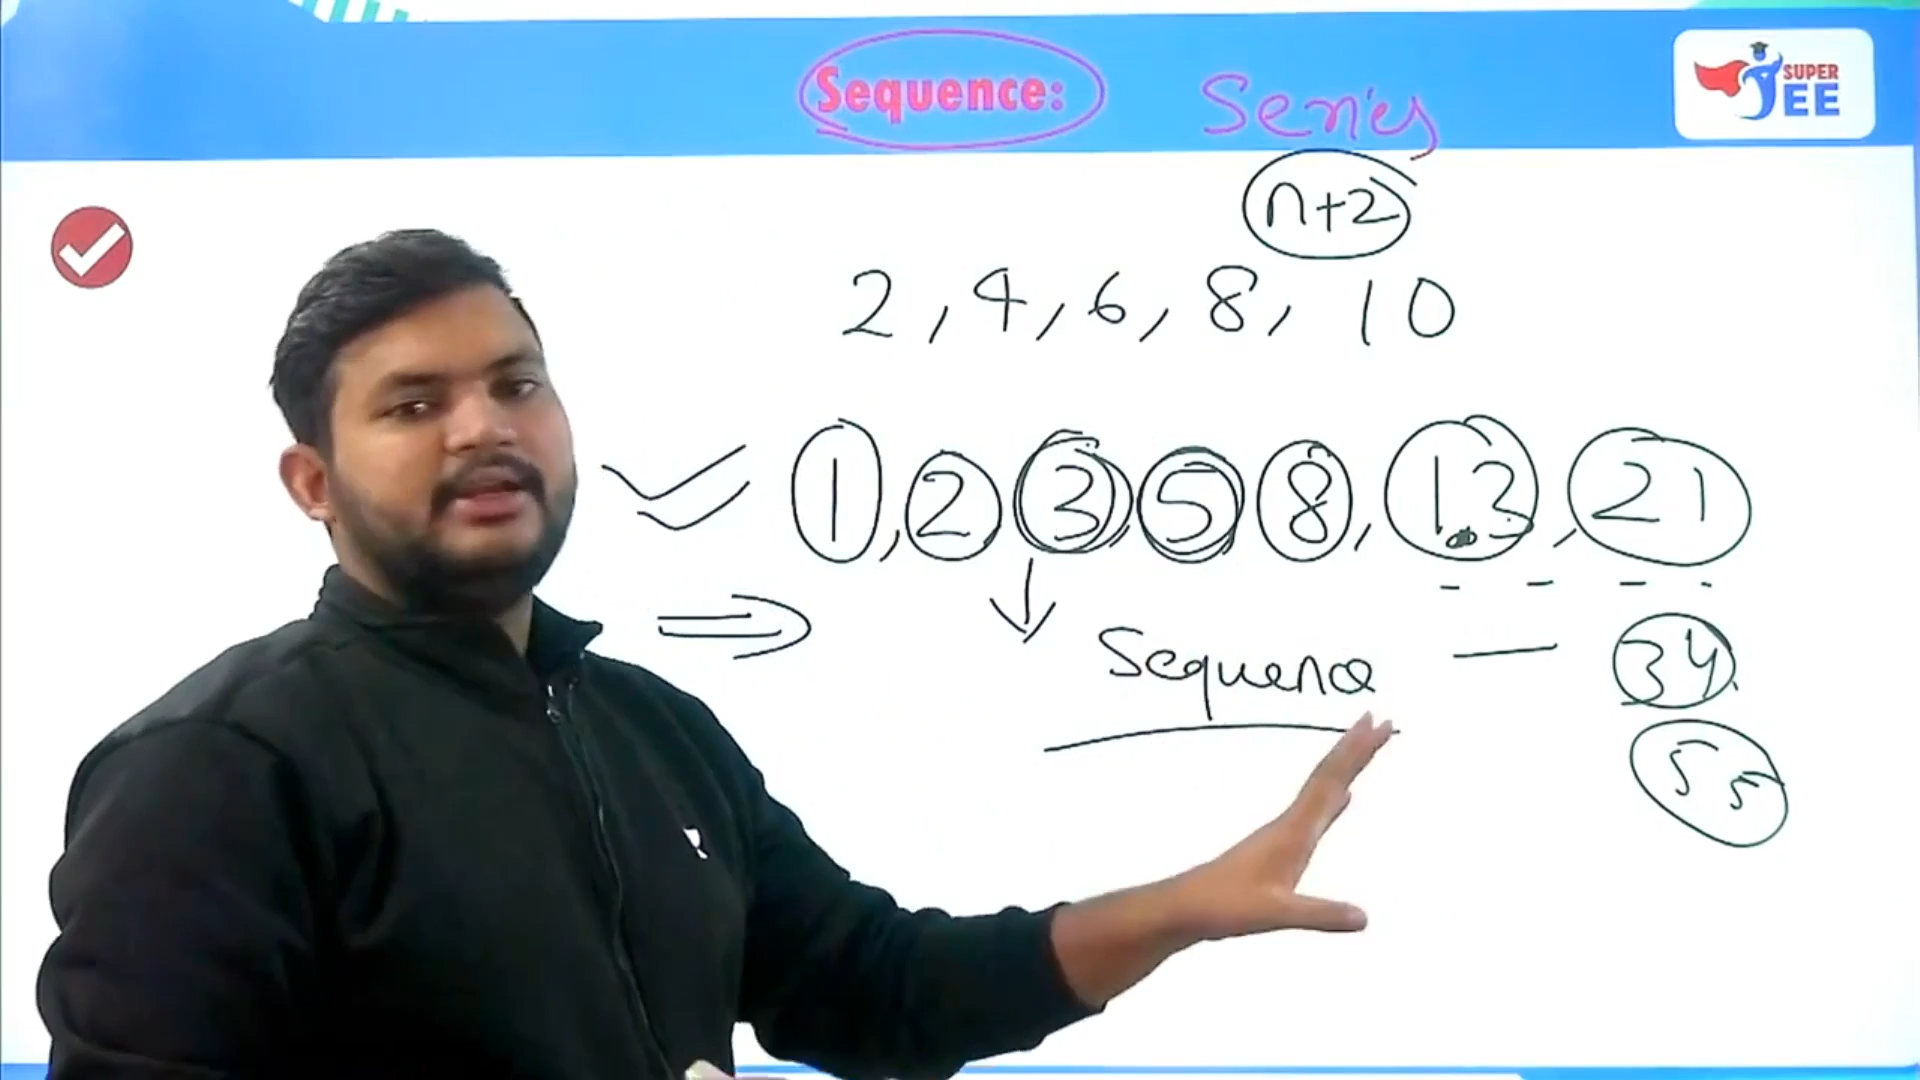 Sequence: Series
SUPER
JEE
n+2
2, 4, 6, 8, 10
1, 2, 3, 5, 8, 13, 21
Sequence — 34
55